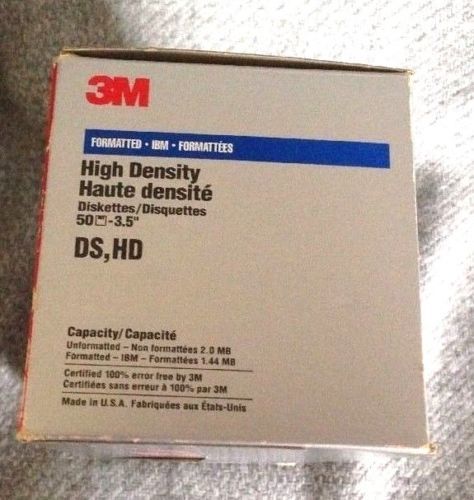 3M
FORMATTED • IBM • FORMATTÉES
High Density
Haute densité
Diskettes/Disquettes
50 -3.5"
DS, HD
Capacity/Capacité
Unformatted – Non formattées 2.0 MB
Formatted – IBM – Formattées 1.44 MB
Certified 100% error free by 3M
Certifiées sans erreur à 100% par 3M
Made in U.S.A. Fabriquées aux États-Unis